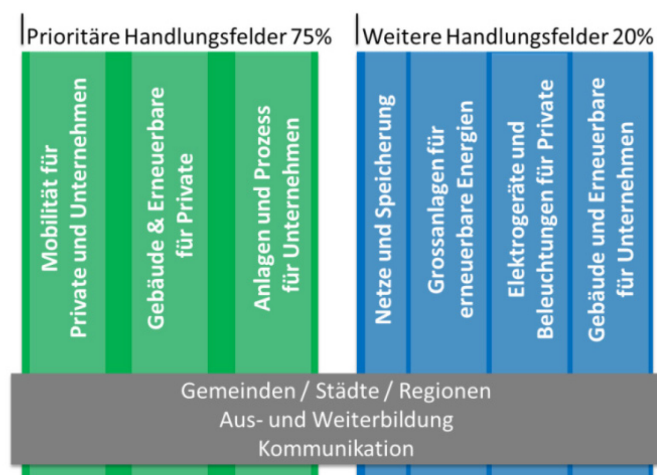 Prioritäre Handlungsfelder 75%
Weitere Handlungsfelder 20%
Mobilität für
Private und Unternehmen
Gebäude & Erneuerbare
für Private
Anlagen und Prozess
für Unternehmen
Netze und Speicherung
Grossanlagen für
erneuerbare Energien
Elektrogeräte und
Beleuchtungen für Private
Gebäude und Erneuerbare
für Unternehmen
Gemeinden / Städte / Regionen
Aus- und Weiterbildung
Kommunikation